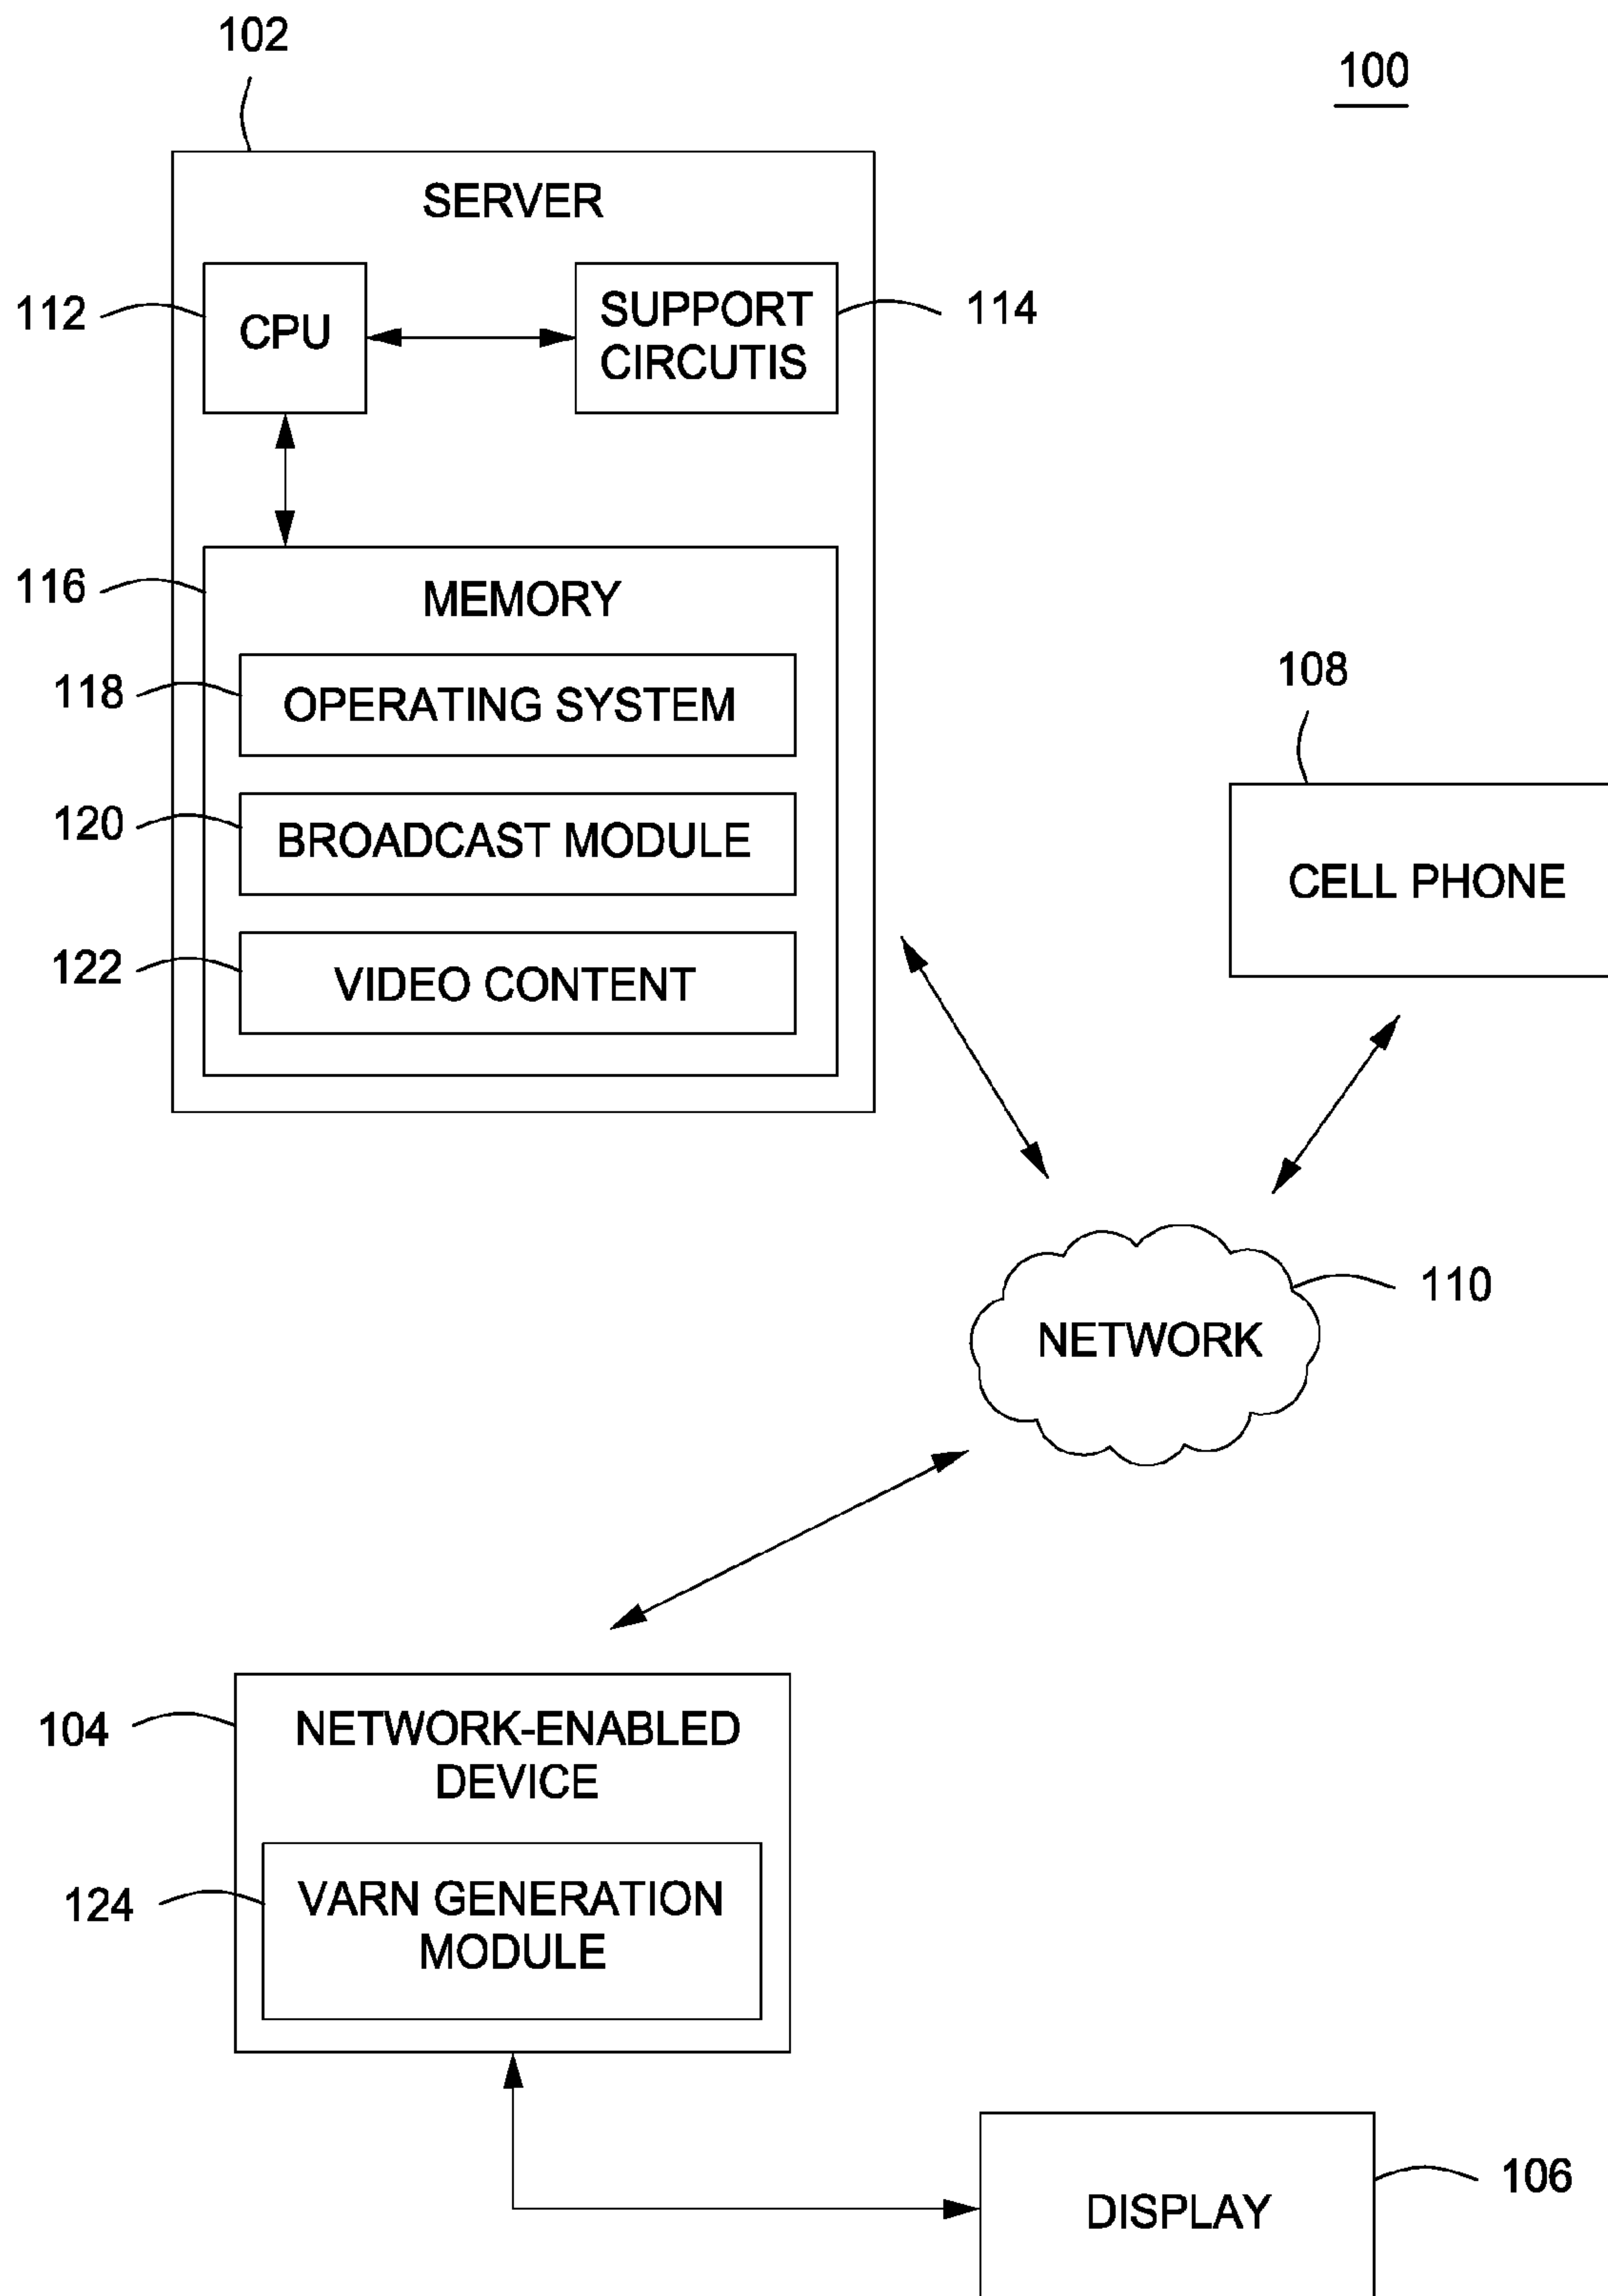 102
100
SERVER
112
CPU
SUPPORT
CIRCUTIS
114
116
MEMORY
118
OPERATING SYSTEM
120
BROADCAST MODULE
122
VIDEO CONTENT
108
CELL PHONE
110
NETWORK
104
NETWORK-ENABLED
DEVICE
124
VARN GENERATION
MODULE
106
DISPLAY